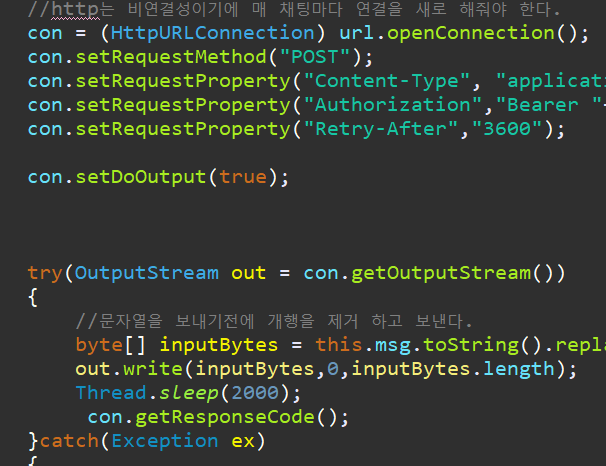 //http는 비연결성이기에 매 채팅마다 연결을 새로 해줘야 한다.
con = (HttpURLConnection) url.openConnection();
con.setRequestMethod("POST");
con.setRequestProperty("Content-Type", "applicati
con.setRequestProperty("Authorization","Bearer "
con.setRequestProperty("Retry-After","3600");
con.setDoOutput(true);
try(OutputStream out = con.getOutputStream())
{
//문자열을 보내기전에 개행을 제거 하고 보낸다.
byte[] inputBytes = this.msg.toString().repla
out.write(inputBytes,0,inputBytes.length);
Thread.sleep(2000);
con.getResponseCode();
}catch(Exception ex)
{